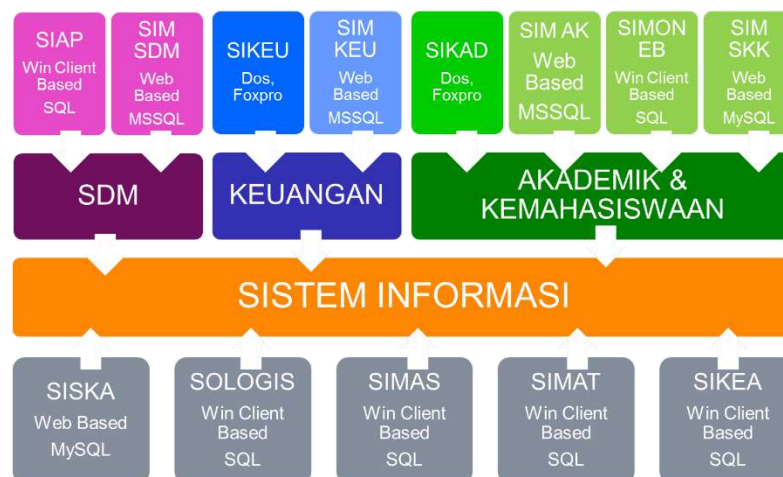 SIAP
Win Client
Based
SQL
SIM
SDM
Web
Based
MSSQL
SIKEU
Dos,
Foxpro
SIM
KEU
Web
Based
MSSQL
SIKAD
Dos,
Foxpro
SIM AK
Web
Based
MSSQL
SIMON
EB
Win Client
Based
SQL
SIM
SKK
Web
Based
MySQL
SDM
KEUANGAN
AKADEMIK &
KEMAHASISWAAN
SISTEM INFORMASI
SISKA
Web Based
MySQL
SOLOGIS
Win Client
Based
SQL
SIMAS
Win Client
Based
SQL
SIMAT
Win Client
Based
SQL
SIKEA
Win Client
Based
SQL